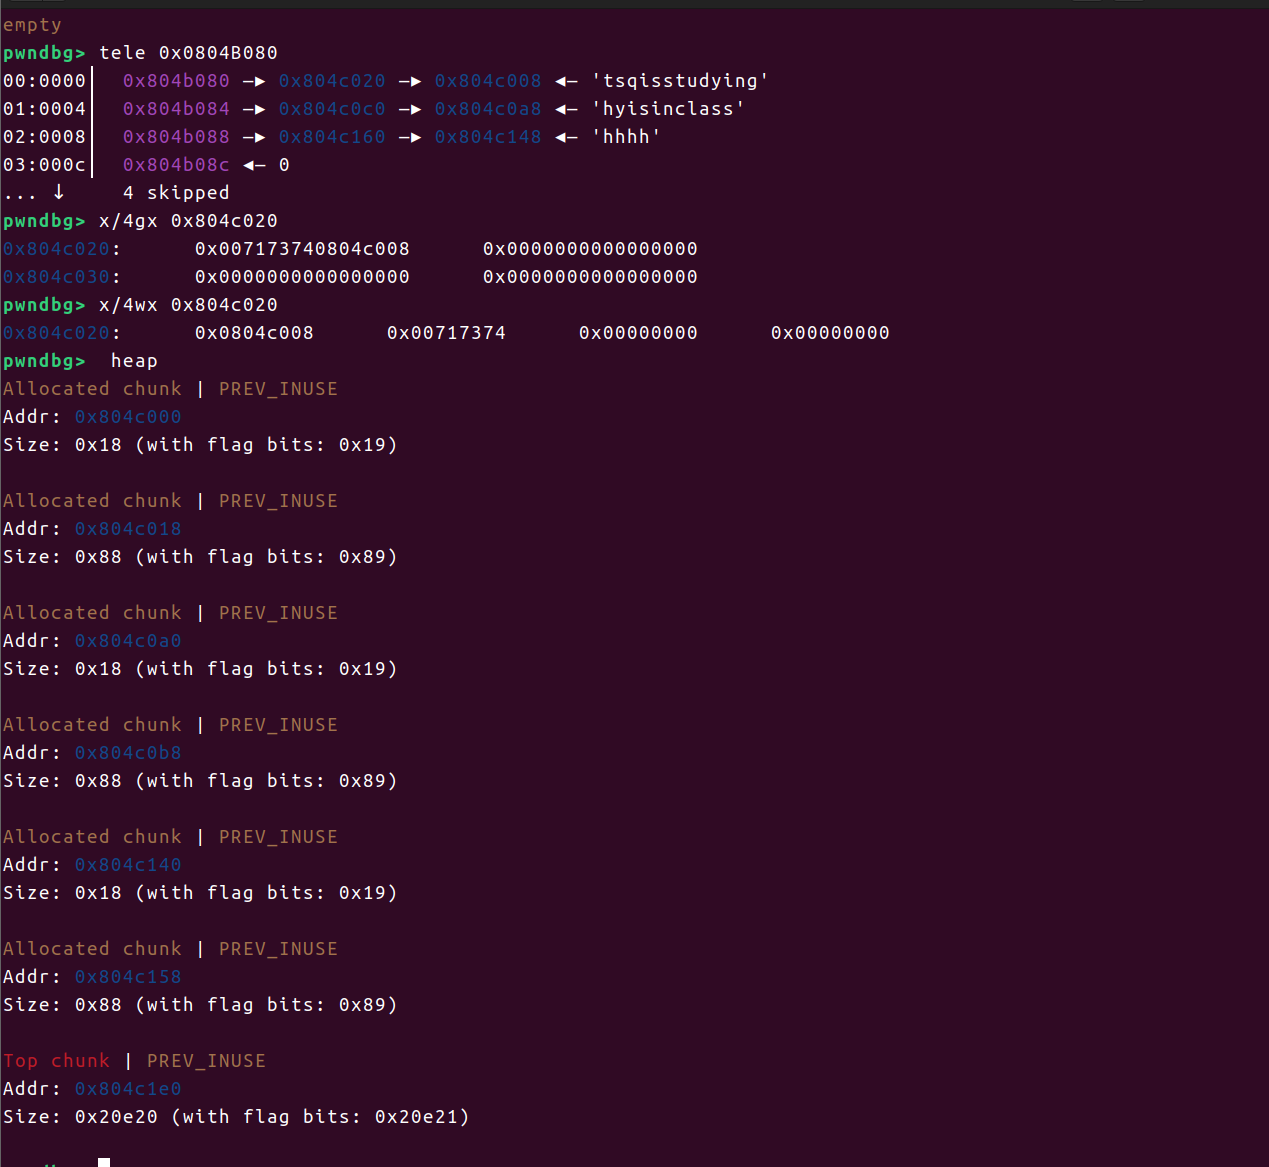 empty
pwndbg> tele 0x0804B080
00:0000│ 0x804b080 —▸ 0x804c020 —▸ 0x804c008 ◂— 'tsqisstudying'
01:0004│ 0x804b084 —▸ 0x804c0c0 —▸ 0x804c0a8 ◂— 'hyisinclass'
02:0008│ 0x804b088 —▸ 0x804c160 —▸ 0x804c148 ◂— 'hhhh'
03:000c│ 0x804b08c ◂— 0
... ↓ 4 skipped
pwndbg> x/4gx 0x804c020
0x804c020: 0x007173740804c008 0x0000000000000000
0x804c030: 0x0000000000000000 0x0000000000000000
pwndbg> x/4wx 0x804c020
0x804c020: 0x0804c008 0x00717374 0x00000000 0x00000000
pwndbg> heap
Allocated chunk | PREV_INUSE
Addr: 0x804c000
Size: 0x18 (with flag bits: 0x19)
Allocated chunk | PREV_INUSE
Addr: 0x804c018
Size: 0x88 (with flag bits: 0x89)
Allocated chunk | PREV_INUSE
Addr: 0x804c0a0
Size: 0x18 (with flag bits: 0x19)
Allocated chunk | PREV_INUSE
Addr: 0x804c0b8
Size: 0x88 (with flag bits: 0x89)
Allocated chunk | PREV_INUSE
Addr: 0x804c140
Size: 0x18 (with flag bits: 0x19)
Allocated chunk | PREV_INUSE
Addr: 0x804c158
Size: 0x88 (with flag bits: 0x89)
Top chunk | PREV_INUSE
Addr: 0x804c1e0
Size: 0x20e20 (with flag bits: 0x20e21)